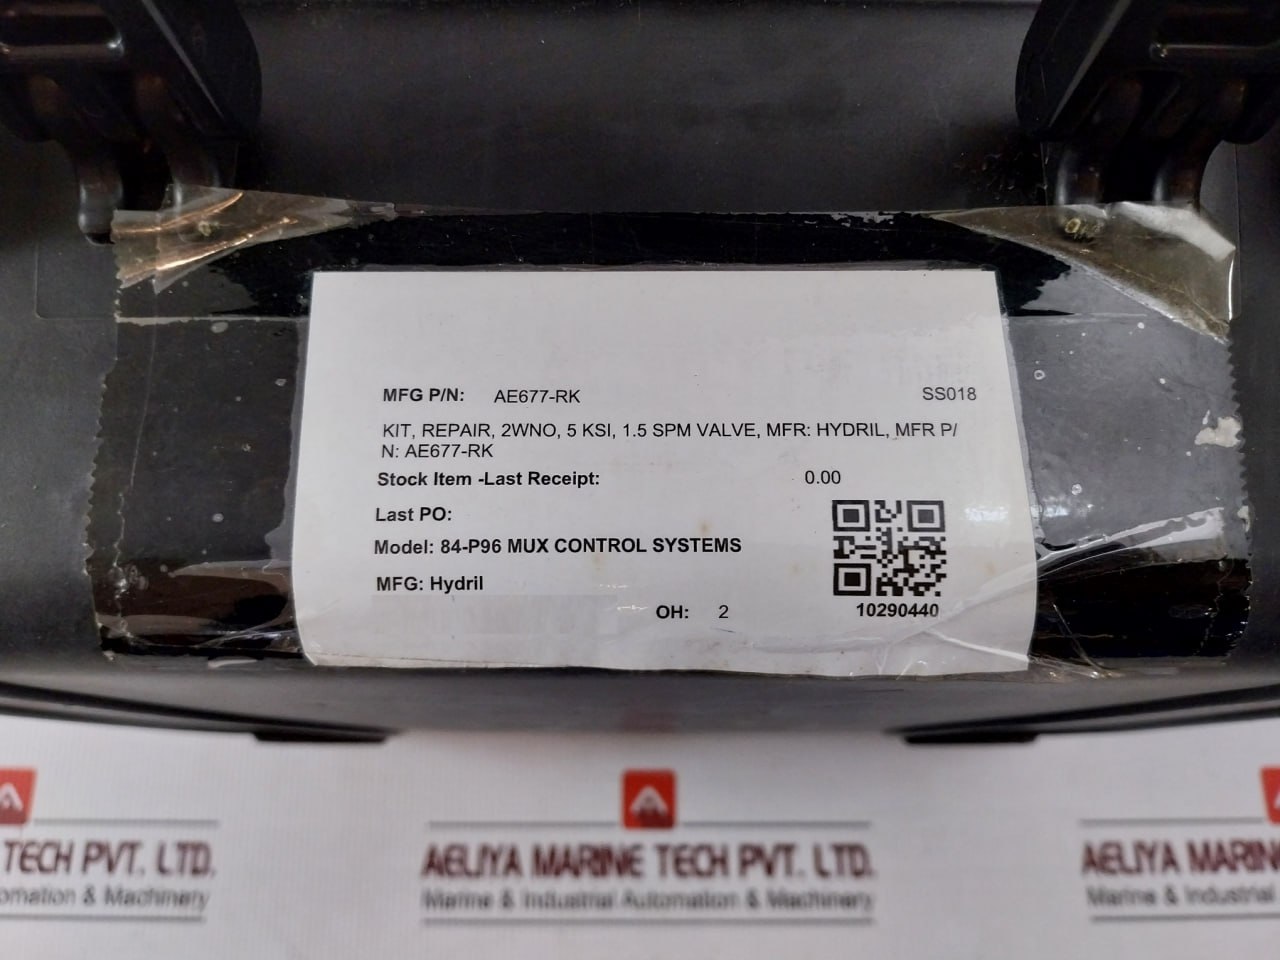 MFG P/N: AE677-RK SS018
KIT, REPAIR, 2WNO, 5 KSI, 1.5 SPM VALVE, MFR: HYDRIL, MFR P/
N: AE677-RK
Stock Item -Last Receipt: 0.00
Last PO:
Model: 84-P96 MUX CONTROL SYSTEMS
MFG: Hydril
OH: 2
10290440
TECH PVT. LTD. AELIYA MARINE TECH PVT. LTD. AELIYA MARIN
omation & Machinery Marine & Industrial Automation & Machinery Marine & Industrial